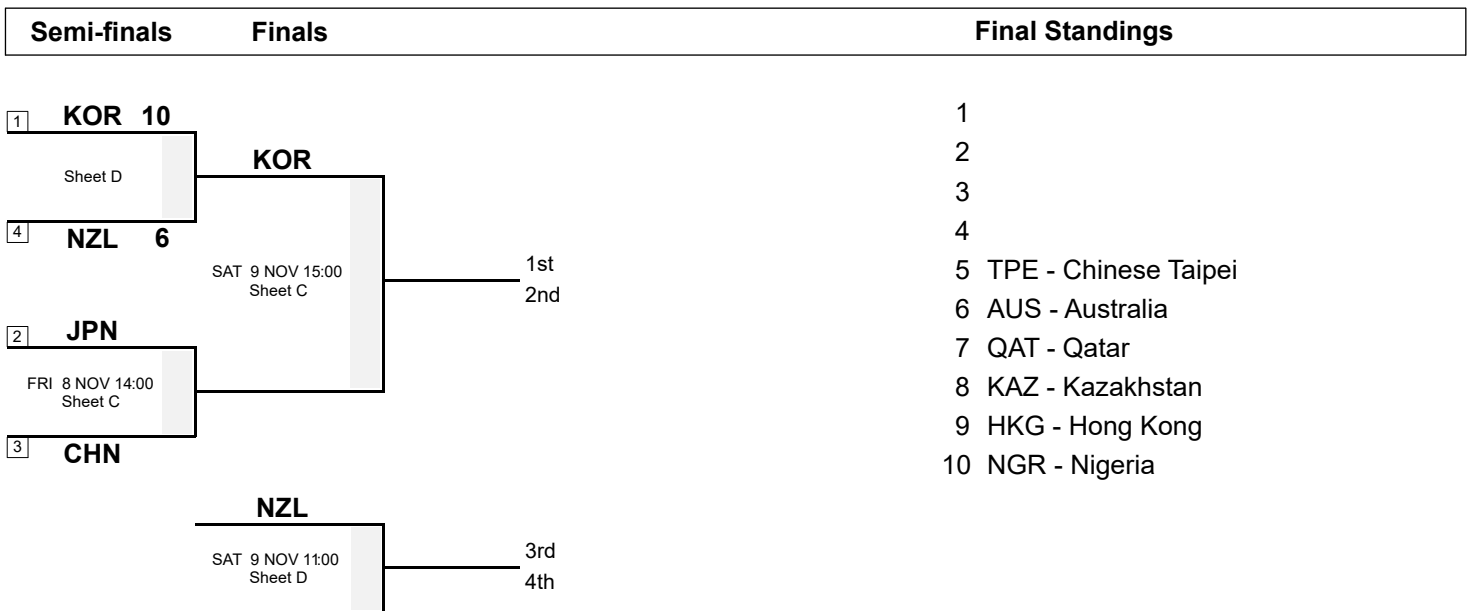 Semi-finals Finals Final Standings
1 KOR 10
Sheet D
4 NZL 6
KOR
SAT 9 NOV 15:00
Sheet C
1st
2nd
2 JPN
FRI 8 NOV 14:00
Sheet C
3 CHN
NZL
SAT 9 NOV 11:00
Sheet D
3rd
4th
1
2
3
4
5 TPE - Chinese Taipei
6 AUS - Australia
7 QAT - Qatar
8 KAZ - Kazakhstan
9 HKG - Hong Kong
10 NGR - Nigeria